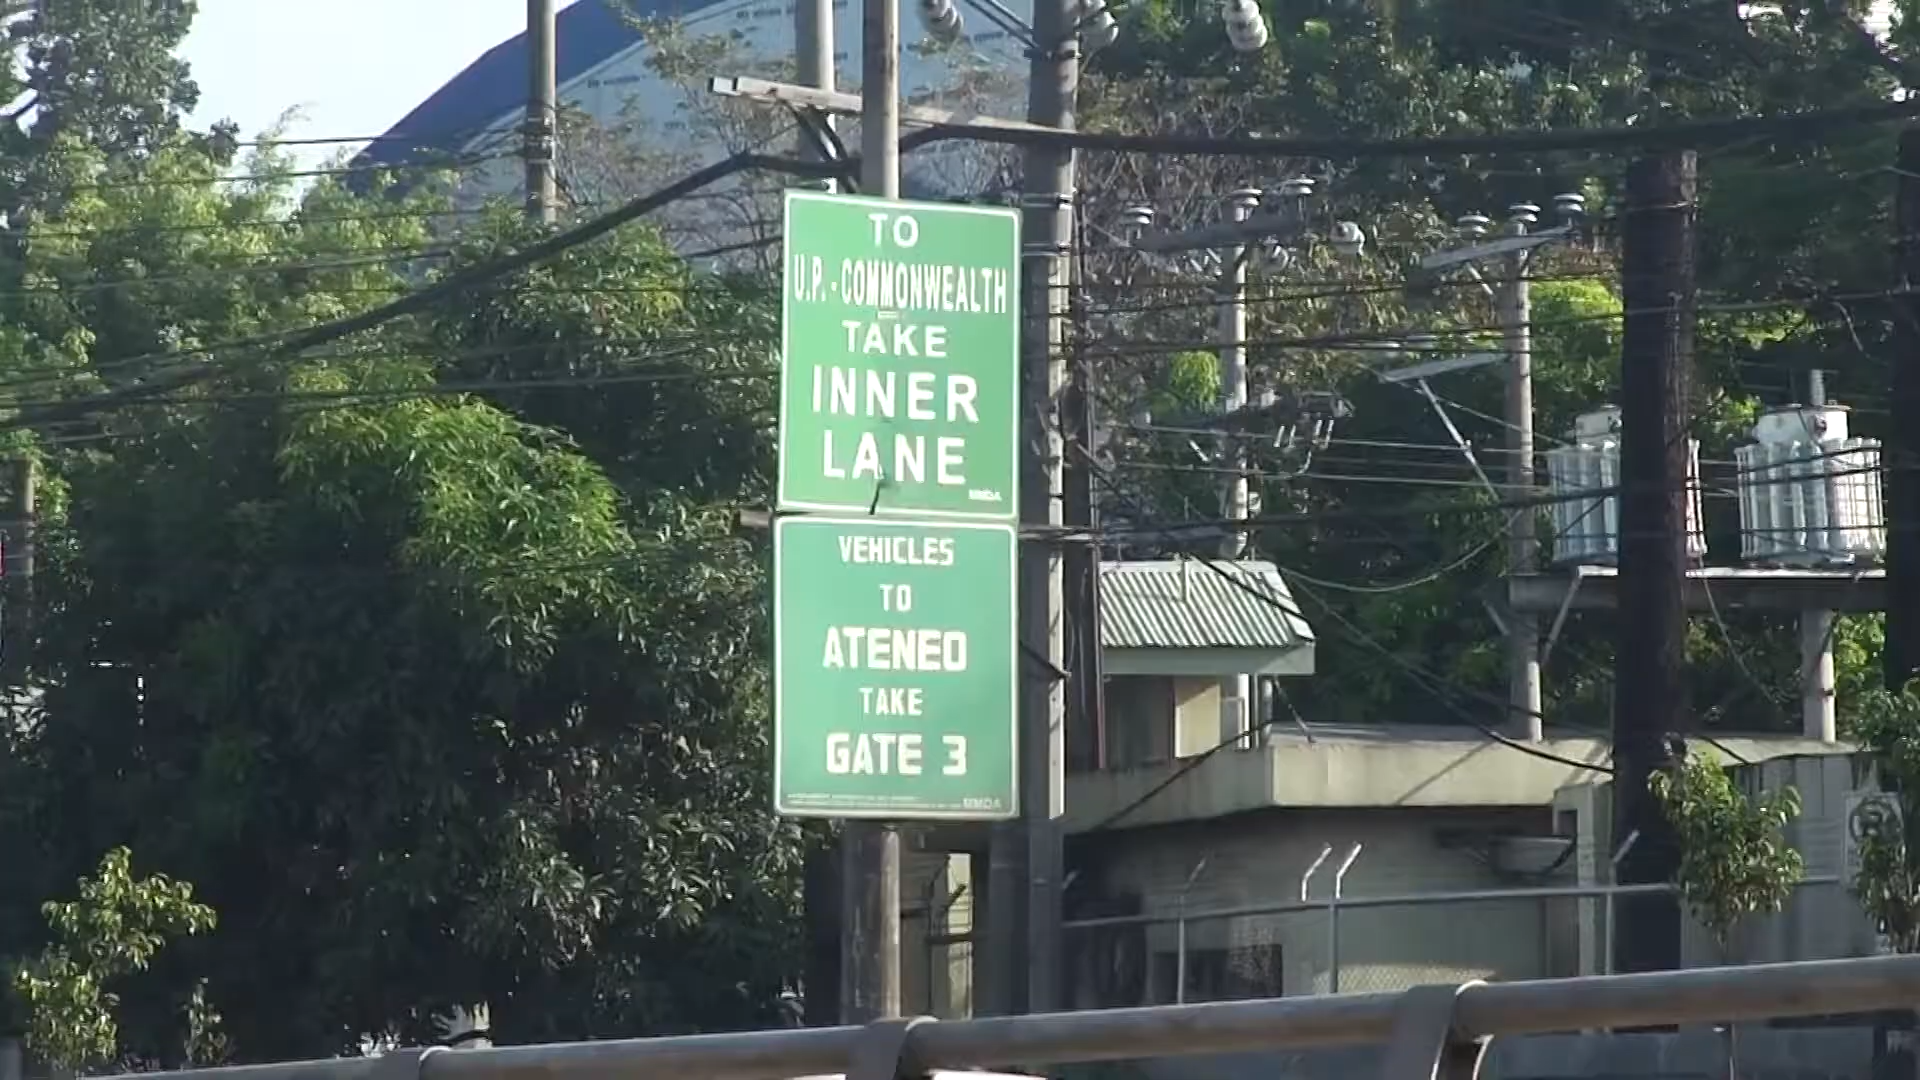 TO
U.P. - COMMONWEALTH
TAKE
INNER
LANE
MMDA
VEHICLES
TO
ATENEO
TAKE
GATE 3
MMDA